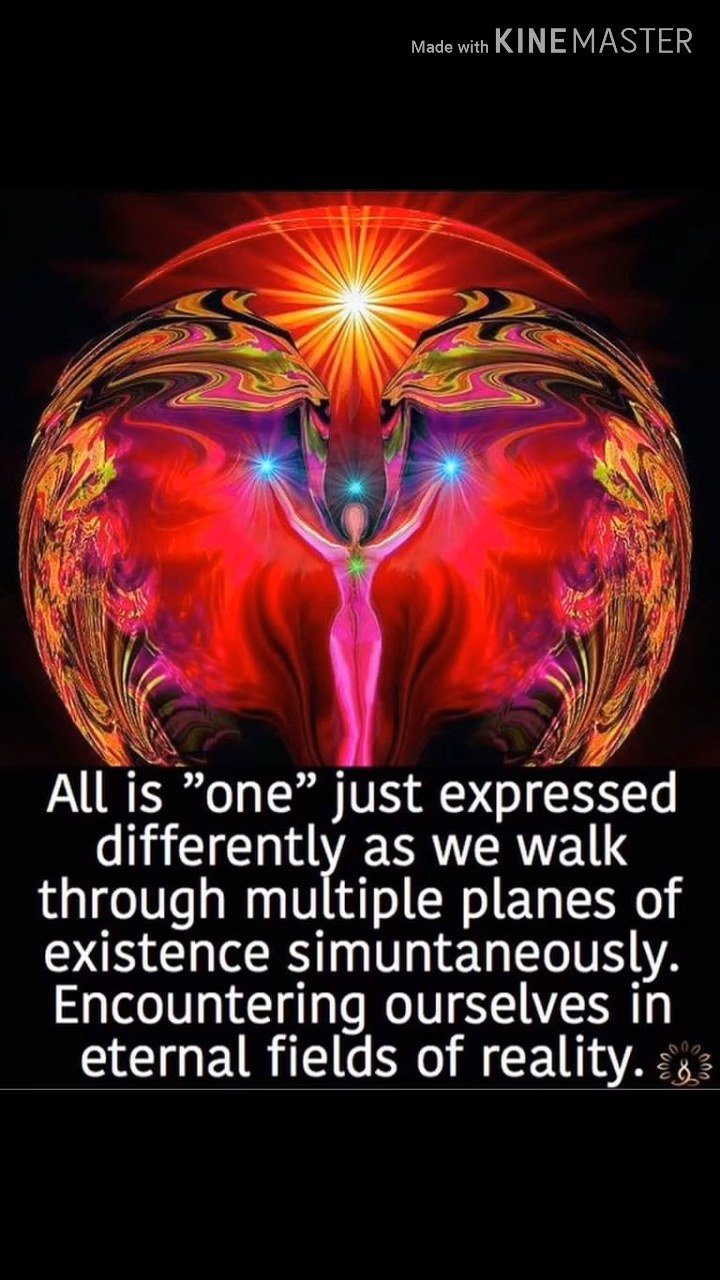 Made with KINEMASTER
All is ”one” just expressed
differently as we walk
through multiple planes of
existence simuntaneously.
Encountering ourselves in
eternal fields of reality.